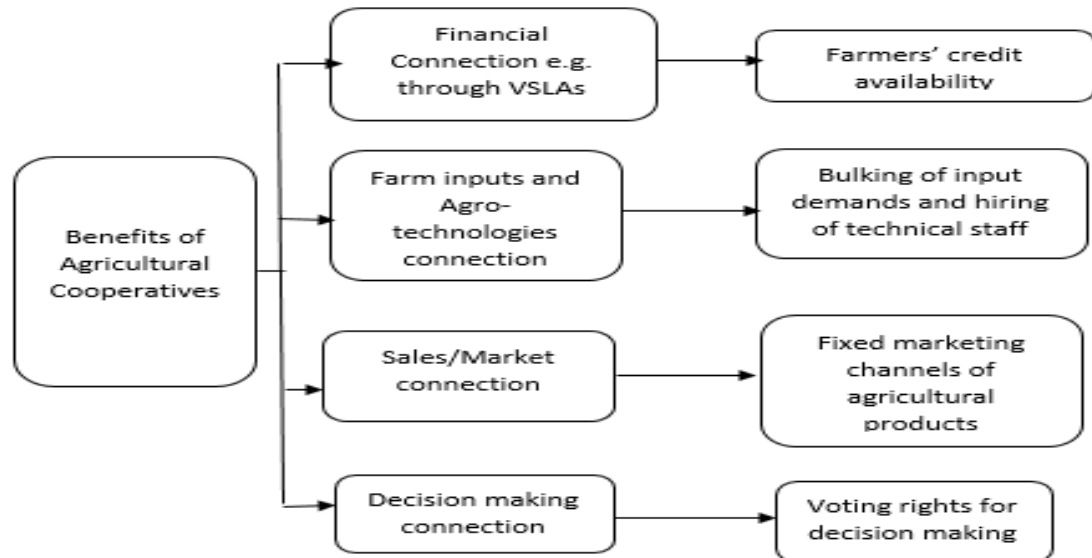 Benefits of
Agricultural
Cooperatives
Financial
Connection e.g.
through VSLAs
Farmers’ credit
availability
Farm inputs and
Agro-
technologies
connection
Bulking of input
demands and hiring
of technical staff
Sales/Market
connection
Fixed marketing
channels of
agricultural
products
Decision making
connection
Voting rights for
decision making